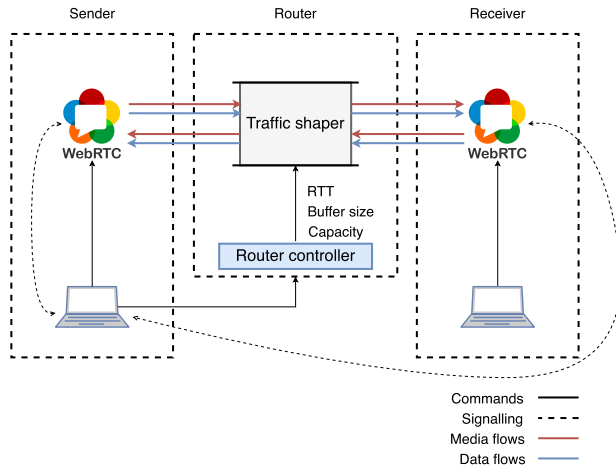 Sender
Router
Receiver
WebRTC
Traffic shaper
WebRTC
RTT
Buffer size
Capacity
Router controller
Commands
Signalling
Media flows
Data flows